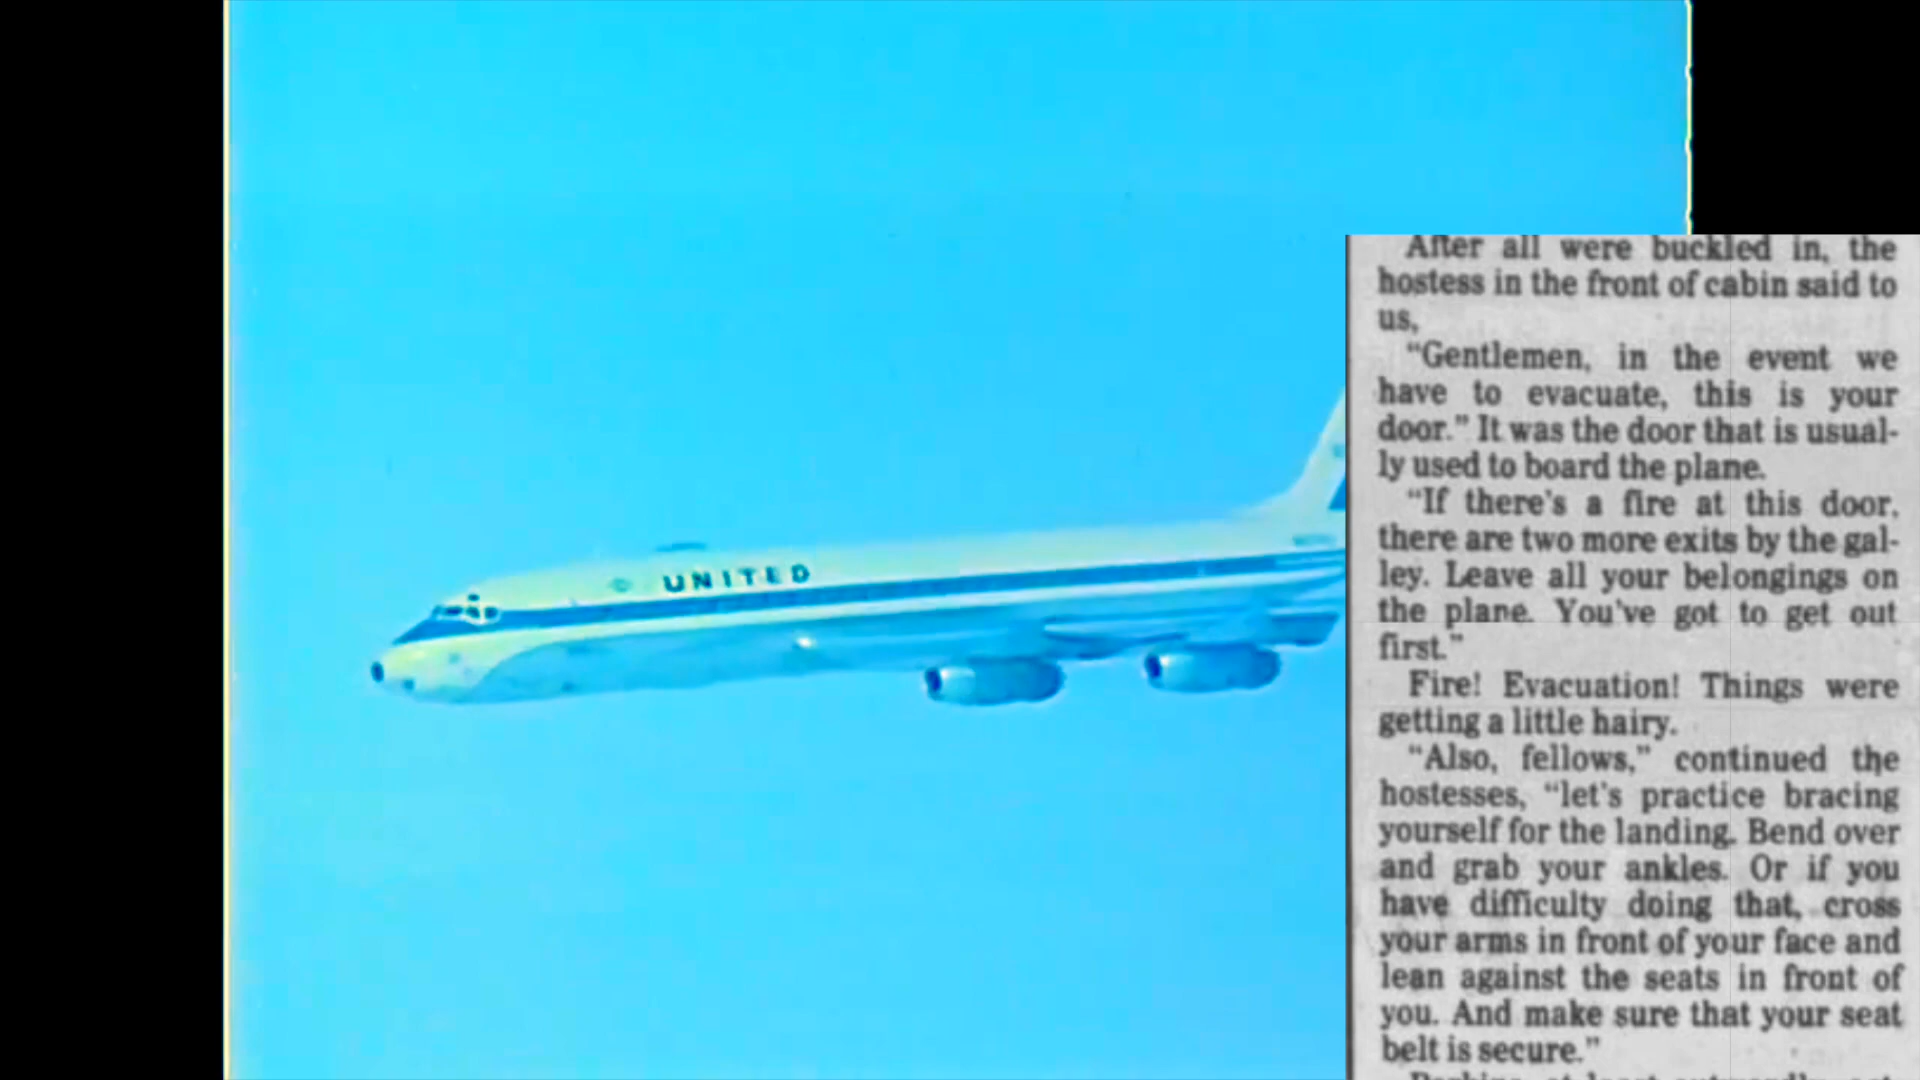 UNITED
After all were buckled in, the
hostess in the front of cabin said to
us,
"Gentlemen, in the event we
have to evacuate, this is your
door." It was the door that is usual-
ly used to board the plane.
"If there's a fire at this door,
there are two more exits by the gal-
ley. Leave all your belongings on
the plane. You've got to get out
first."
Fire! Evacuation! Things were
getting a little hairy.
"Also, fellows," continued the
hostesses, "let's practice bracing
yourself for the landing. Bend over
and grab your ankles. Or if you
have difficulty doing that, cross
your arms in front of your face and
lean against the seats in front of
you. And make sure that your seat
belt is secure."